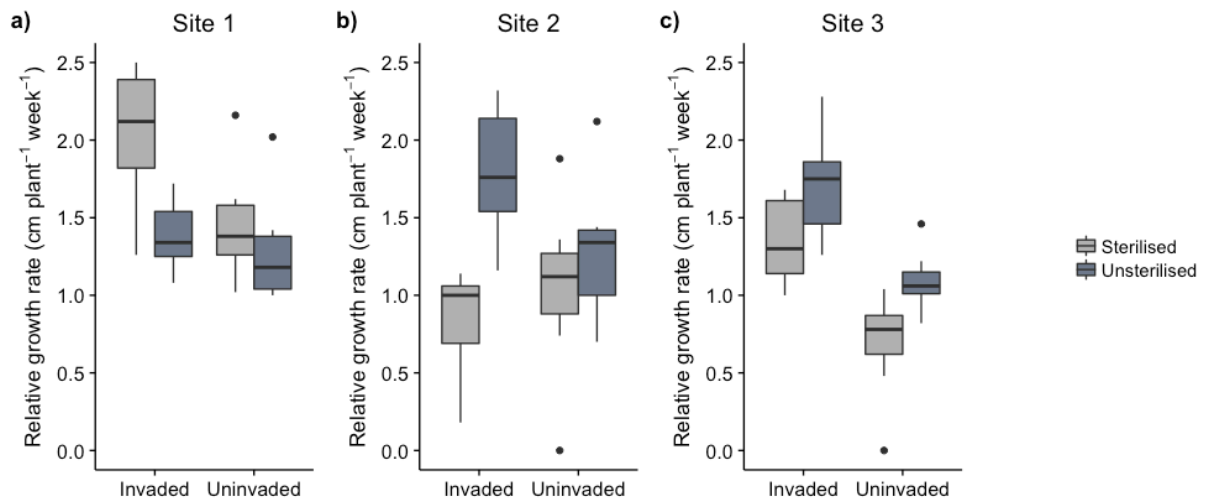 a)
Site 1
Relative growth rate (cm plant⁻¹ week⁻¹)
2.5
2.0
1.5
1.0
0.5
0.0
Invaded Uninvaded
b)
Site 2
Relative growth rate (cm plant⁻¹ week⁻¹)
2.5
2.0
1.5
1.0
0.5
0.0
Invaded Uninvaded
c)
Site 3
Relative growth rate (cm plant⁻¹ week⁻¹)
2.5
2.0
1.5
1.0
0.5
0.0
Invaded Uninvaded
Sterilised
Unsterilised